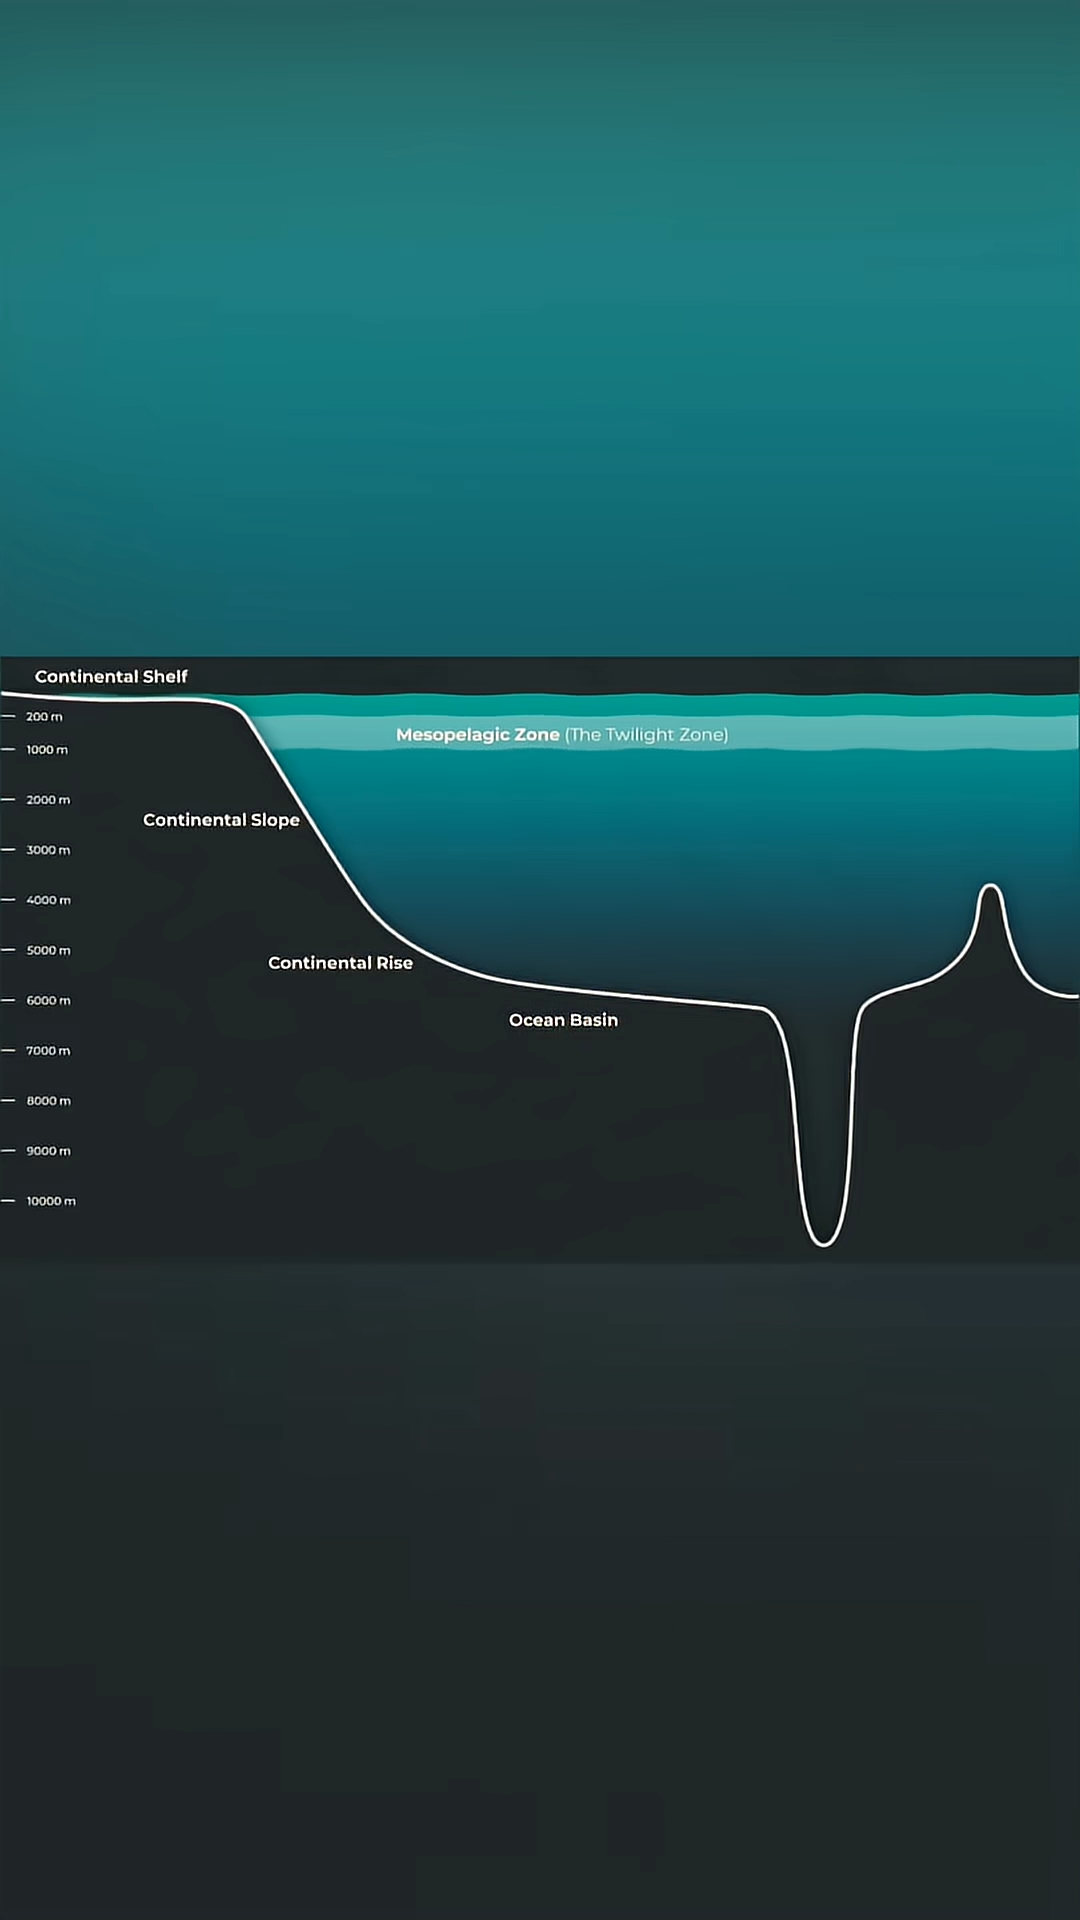 Continental Shelf
200 m
Mesopelagic Zone (The Twilight Zone)
1000 m
2000 m
Continental Slope
3000 m
4000 m
5000 m
Continental Rise
6000 m
Ocean Basin
7000 m
8000 m
9000 m
10000 m